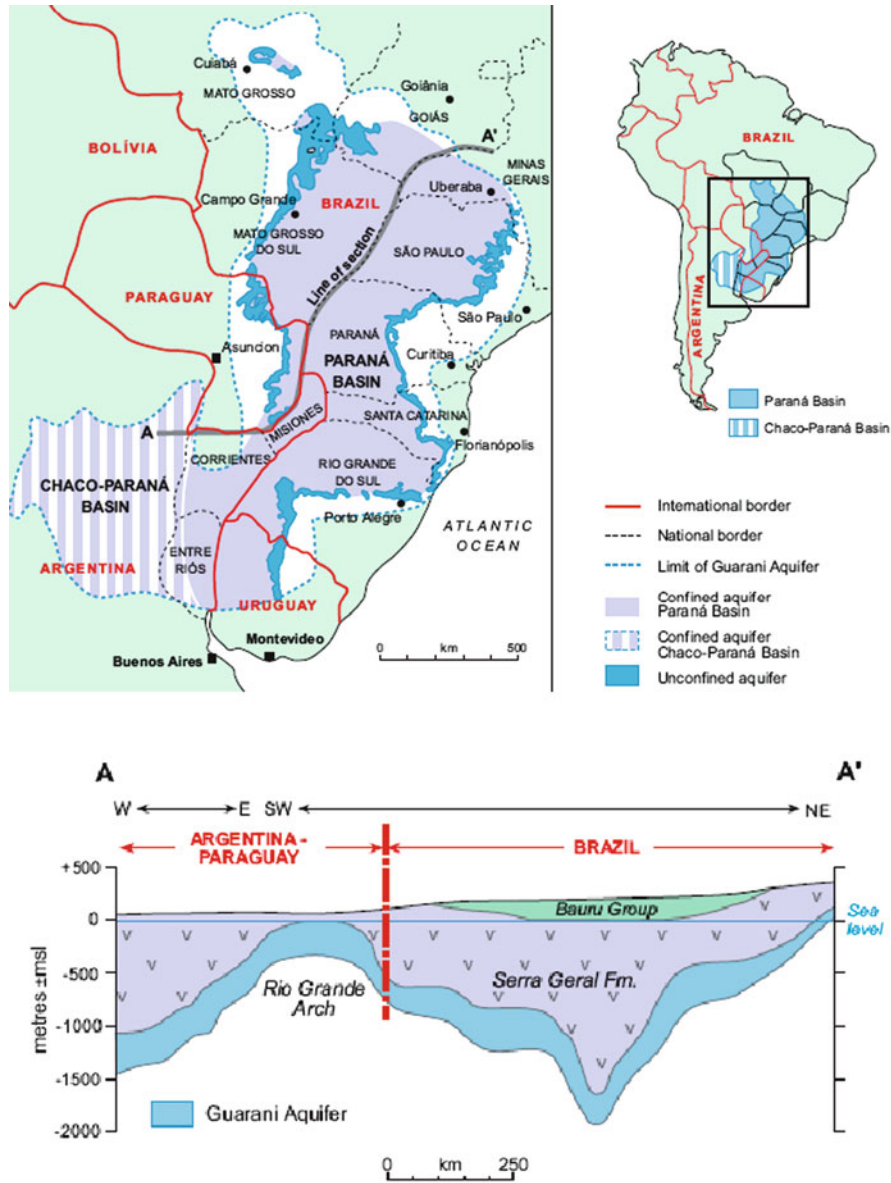 Cuiabá
MATO GROSSO
Goiânia
GOIÁS
BOLÍVIA
A'
MINAS
GERAIS
Uberaba
Campo Grande
BRAZIL
MATO GROSSO
DO SUL
Line of section
SÃO PAULO
PARAGUAY
São Paulo
PARANÁ
Asuncion
PARANÁ
BASIN
Curitiba
A
MISIONES
SANTA CATARINA
CORRIENTES
Florianópolis
CHACO-PARANÁ
BASIN
RIO GRANDE
DO SUL
Porto Alegre
ATLANTIC
OCEAN
ENTRE
RIÓS
ARGENTINA
URUGUAY
Montevideo
Buenos Aires
0 km 500
BRAZIL
ARGENTINA
Paraná Basin
Chaco-Paraná Basin
International border
National border
Limit of Guarani Aquifer
Confined aquifer
Paraná Basin
Confined aquifer
Chaco-Paraná Basin
Unconfined aquifer
A A'
W E SW NE
ARGENTINA-
PARAGUAY
BRAZIL
+500
0
-500
-1000
-1500
-2000
metres ±msl
Bauru Group
Sea
level
v v v v v v v v v v v v v v
Serra Geral Fm.
Rio Grande
Arch
Guarani Aquifer
0 km 250